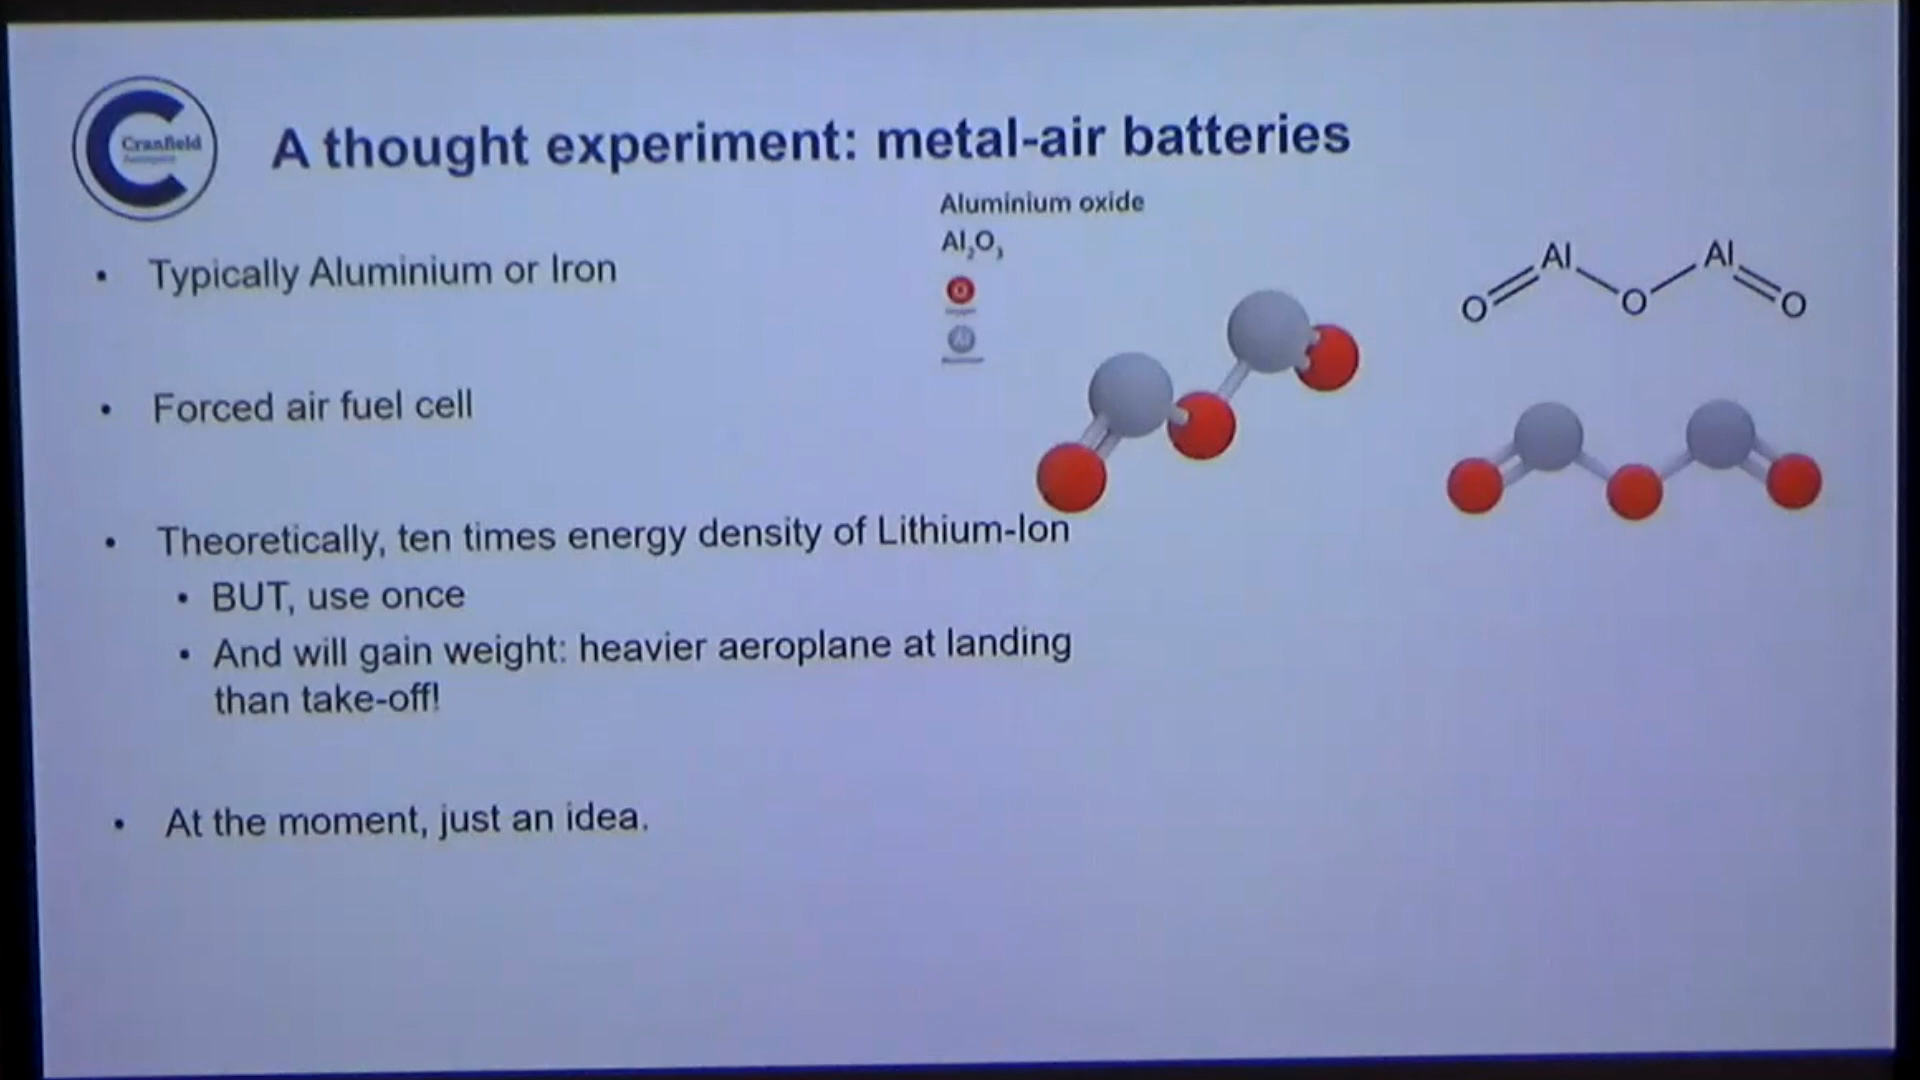 Cranfield
A thought experiment: metal-air batteries
Aluminium oxide
Al₂O₃
O
Al
• Typically Aluminium or Iron
• Forced air fuel cell
• Theoretically, ten times energy density of Lithium-Ion
• BUT, use once
• And will gain weight: heavier aeroplane at landing
than take-off!
• At the moment, just an idea.
Al Al
O O O